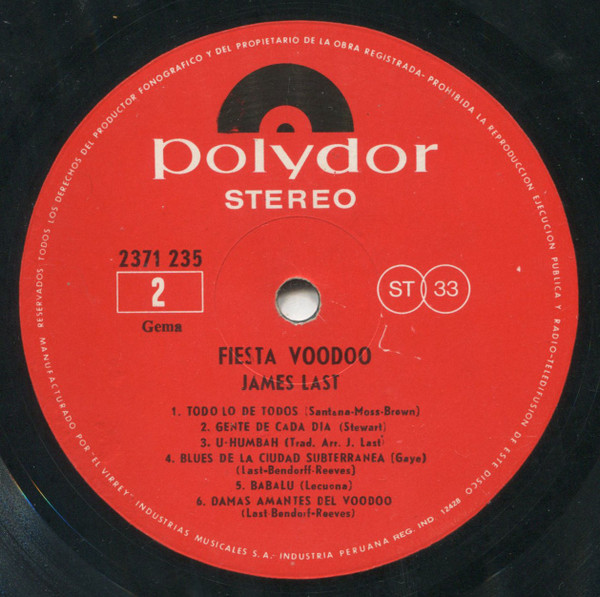 MANUFACTURADO POR "EL VIRREY" INDUSTRIAS MUSICALES S.A.- INDUSTRIA PERUANA REG. IND 12428
RESERVADOS TODOS LOS DERECHOS DEL PRODUCTOR FONOGRAFICO Y DEL PROPIETARIO DE LA OBRA REGISTRADA- PROHIBIDA LA REPRODUCCION EJECUCION PUBLICA Y RADIO-TELEDIFUSION DE ESTE DISCO
polydor
STEREO
2371 235
2
Gema
ST 33
FIESTA VOODOO
JAMES LAST
1. TODO LO DE TODOS (Santana-Moss-Brown)
2. GENTE DE CADA DIA (Stewart)
3. U-HUMBAH (Trad. Arr. J. Last)
4. BLUES DE LA CIUDAD SUBTERRANEA (Gaye)
(Last-Bendorff-Reeves)
5. BABALU (Lecuona)
6. DAMAS AMANTES DEL VOODOO
(Last-Bendorf-Reeves)